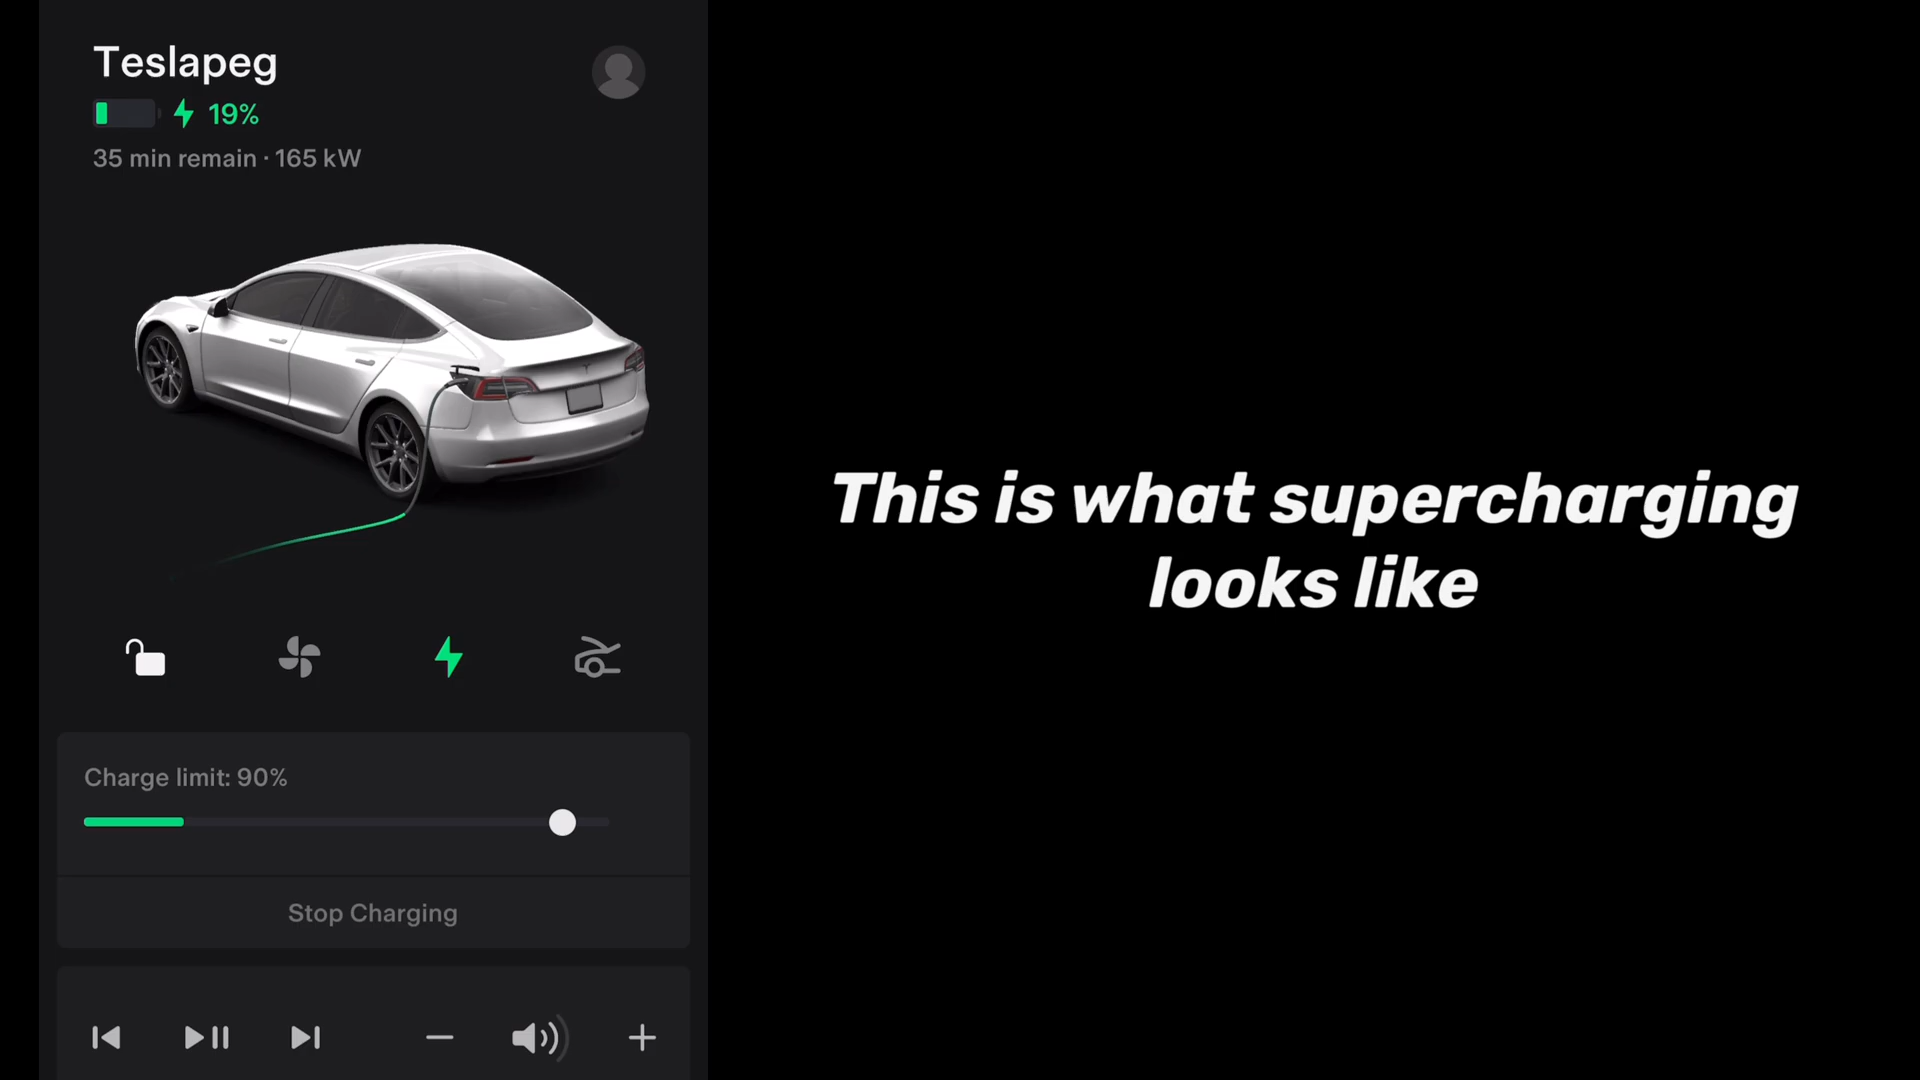 Teslapeg
19%
35 min remain · 165 kW
This is what supercharging
looks like
Charge limit: 90%
Stop Charging